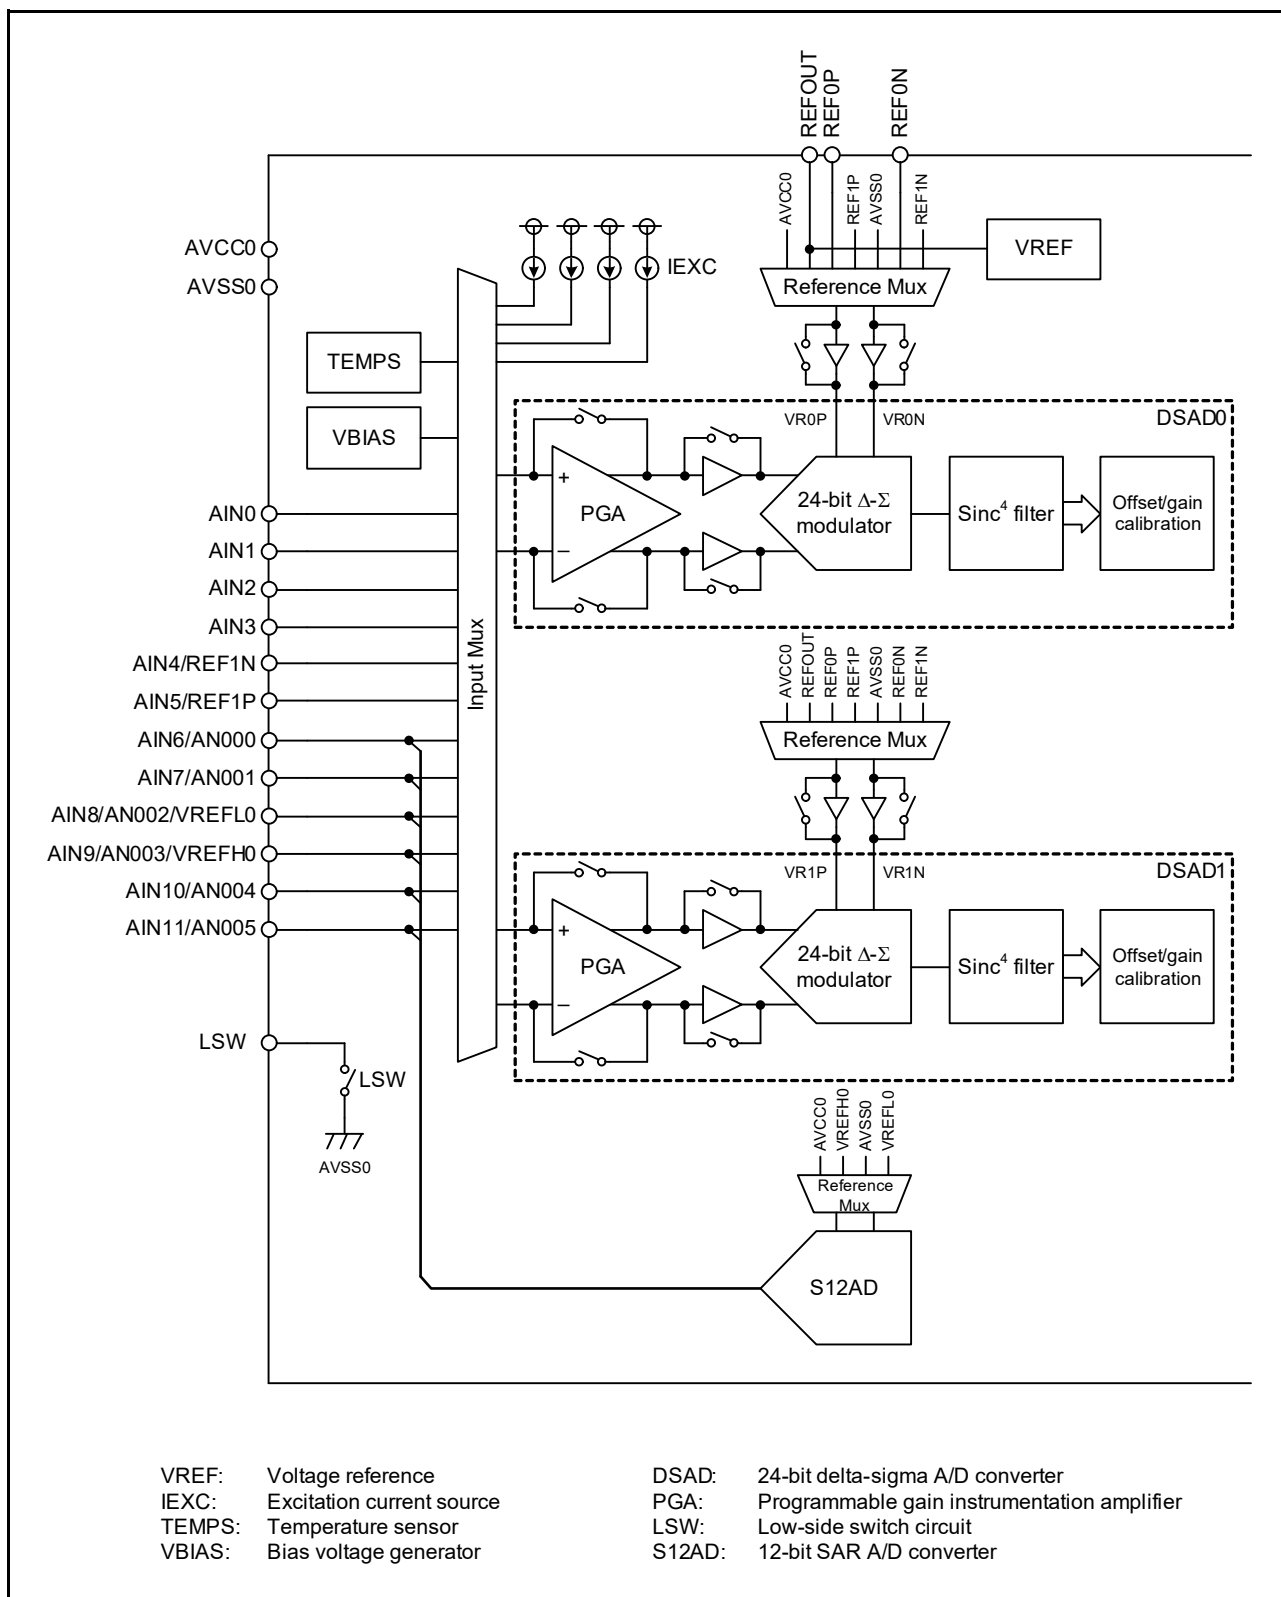 REFOUT
REF0P
REF0N
AVCC0
REF1P
AVSS0
REF1N
VREF
AVCC0
AVSS0
IEXC
Reference Mux
TEMPS
VBIAS
VR0P
VR0N
DSAD0
PGA
+
−
24-bit Δ-Σ
modulator
Sinc⁴ filter
Offset/gain
calibration
AIN0
AIN1
AIN2
AIN3
AIN4/REF1N
AIN5/REF1P
AIN6/AN000
AIN7/AN001
AIN8/AN002/VREFL0
AIN9/AN003/VREFH0
AIN10/AN004
AIN11/AN005
Input Mux
AVCC0
REFOUT
REF0P
REF1P
AVSS0
REF0N
REF1N
Reference Mux
VR1P
VR1N
DSAD1
PGA
+
−
24-bit Δ-Σ
modulator
Sinc⁴ filter
Offset/gain
calibration
LSW
LSW
AVSS0
AVCC0
VREFH0
AVSS0
VREFL0
Reference
Mux
S12AD
VREF: Voltage reference
IEXC: Excitation current source
TEMPS: Temperature sensor
VBIAS: Bias voltage generator
DSAD: 24-bit delta-sigma A/D converter
PGA: Programmable gain instrumentation amplifier
LSW: Low-side switch circuit
S12AD: 12-bit SAR A/D converter